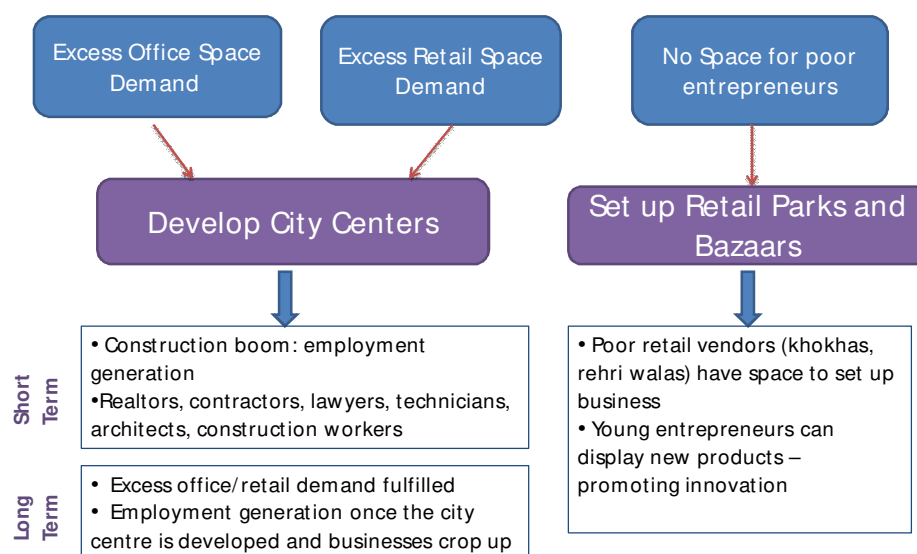 Excess Office Space
Demand
Excess Retail Space
Demand
No Space for poor
entrepreneurs
Develop City Centers
Set up Retail Parks and
Bazaars
Short
Term
• Construction boom: employment
generation
•Realtors, contractors, lawyers, technicians,
architects, construction workers
• Poor retail vendors (khokhas,
rehri walas) have space to set up
business
• Young entrepreneurs can
display new products –
promoting innovation
Long
Term
• Excess office/retail demand fulfilled
• Employment generation once the city
centre is developed and businesses crop up